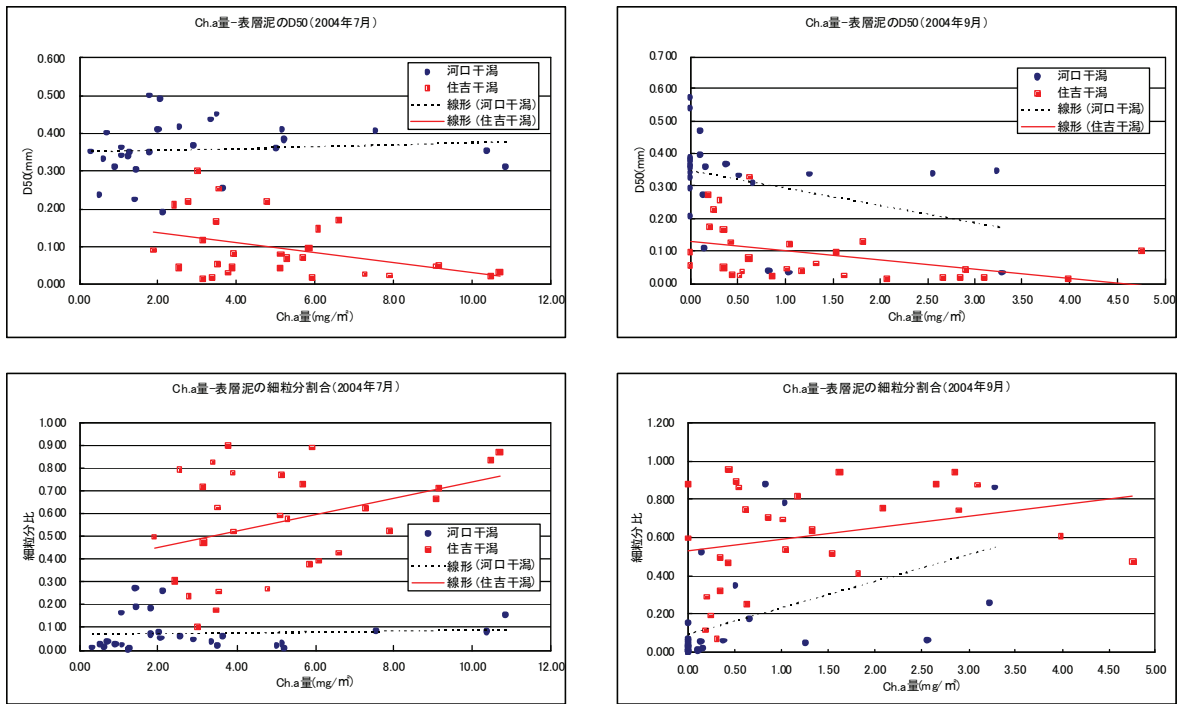 Ch.a量-表層泥のD50(2004年7月)
D50(mm)
0.600
0.500
0.400
0.300
0.200
0.100
0.000
0.00
2.00
4.00
6.00
8.00
10.00
12.00
Ch.a量(mg/㎡)
河口干潟
住吉干潟
線形 (河口干潟)
線形 (住吉干潟)
Ch.a量-表層泥のD50(2004年9月)
D50(mm)
0.700
0.600
0.500
0.400
0.300
0.200
0.100
0.000
0.00
0.50
1.00
1.50
2.00
2.50
3.00
3.50
4.00
4.50
5.00
Ch.a量(mg/㎡)
河口干潟
住吉干潟
線形 (河口干潟)
線形 (住吉干潟)
Ch.a量-表層泥の細粒分割合(2004年7月)
細粒分比
1.000
0.900
0.800
0.700
0.600
0.500
0.400
0.300
0.200
0.100
0.000
0.00
2.00
4.00
6.00
8.00
10.00
12.00
Ch.a量(mg/㎡)
河口干潟
住吉干潟
線形 (河口干潟)
線形 (住吉干潟)
Ch.a量-表層泥の細粒分割合(2004年9月)
細粒分比
1.200
1.000
0.800
0.600
0.400
0.200
0.000
0.00
0.50
1.00
1.50
2.00
2.50
3.00
3.50
4.00
4.50
5.00
Ch.a量(mg/㎡)
河口干潟
住吉干潟
線形 (河口干潟)
線形 (住吉干潟)